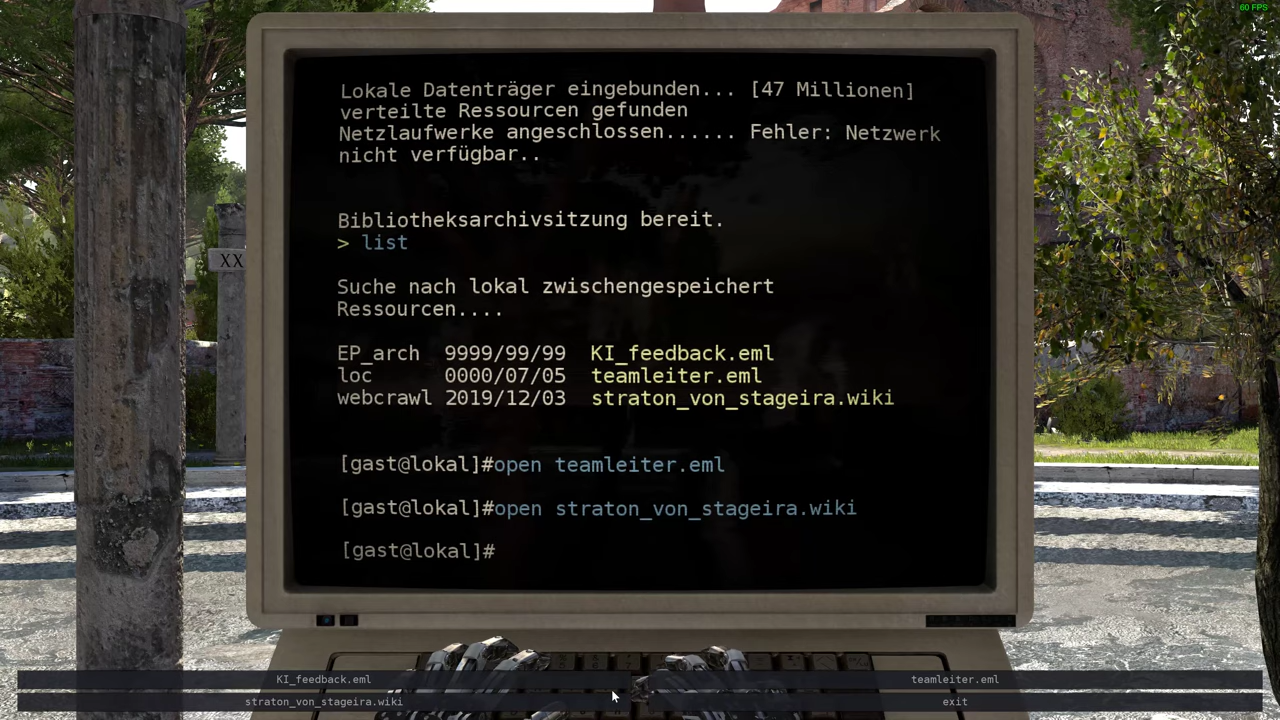 60 FPS
Lokale Datenträger eingebunden... [47 Millionen]
verteilte Ressourcen gefunden
Netzlaufwerke angeschlossen...... Fehler: Netzwerk
nicht verfügbar..
Bibliotheksarchivsitzung bereit.
> list
XX
Suche nach lokal zwischengespeichert
Ressourcen....
EP_arch 9999/99/99 KI_feedback.eml
loc 0000/07/05 teamleiter.eml
webcrawl 2019/12/03 straton_von_stageira.wiki
[gast@lokal]#open teamleiter.eml
[gast@lokal]#open straton_von_stageira.wiki
[gast@lokal]#
KI_feedback.eml teamleiter.eml
straton_von_stageira.wiki exit